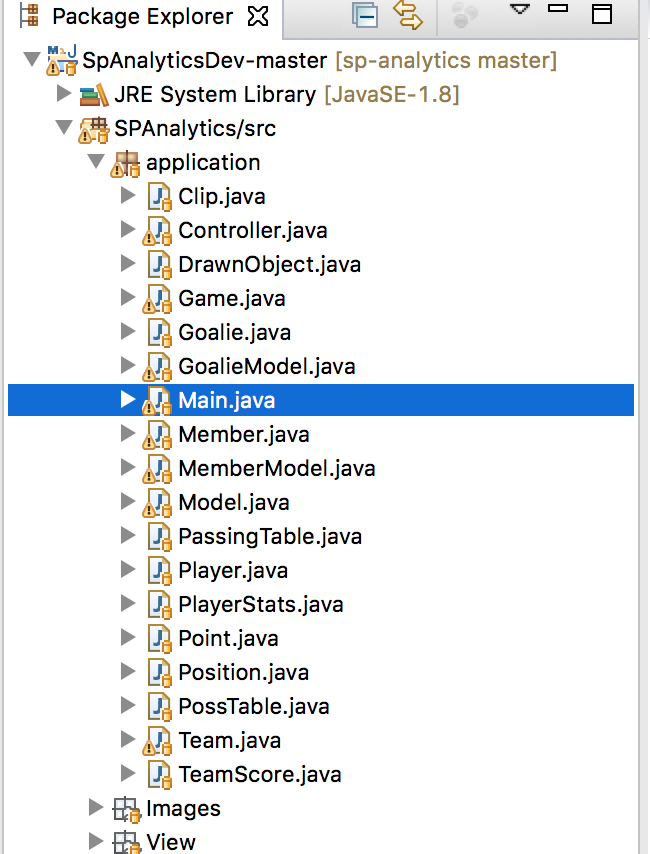 Package Explorer
SpAnalyticsDev-master [sp-analytics master]
JRE System Library [JavaSE-1.8]
SPAnalytics/src
application
Clip.java
Controller.java
DrawnObject.java
Game.java
Goalie.java
GoalieModel.java
Main.java
Member.java
MemberModel.java
Model.java
PassingTable.java
Player.java
PlayerStats.java
Point.java
Position.java
PossTable.java
Team.java
TeamScore.java
Images
View